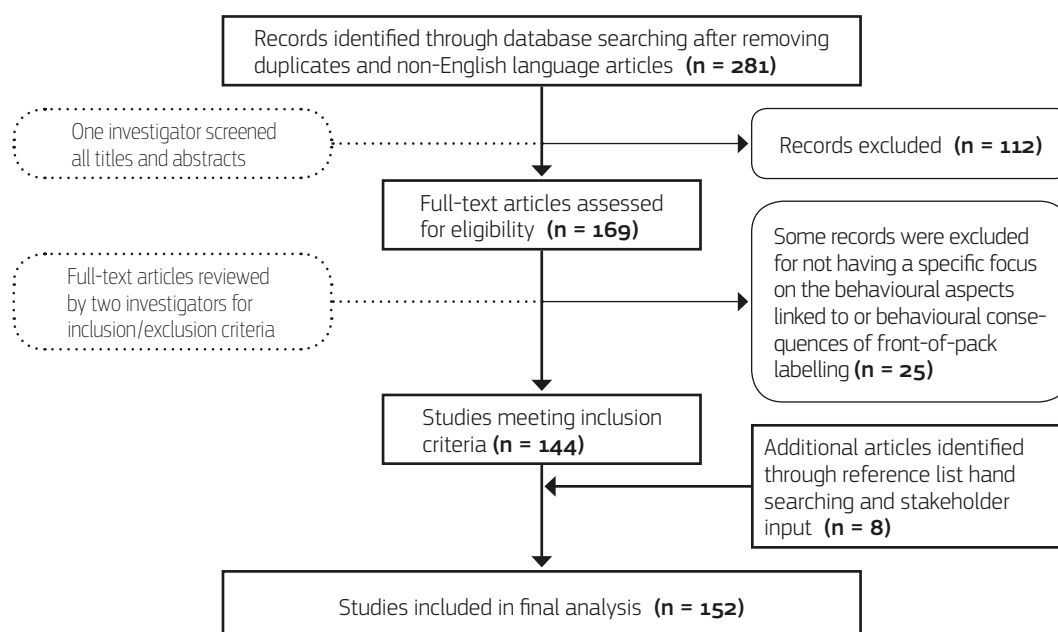 Records identified through database searching after removing
duplicates and non-English language articles (n = 281)
One investigator screened
all titles and abstracts
Records excluded (n = 112)
Full-text articles assessed
for eligibility (n = 169)
Full-text articles reviewed
by two investigators for
inclusion/exclusion criteria
Some records were excluded
for not having a specific focus
on the behavioural aspects
linked to or behavioural conse-
quences of front-of-pack
labelling (n = 25)
Studies meeting inclusion
criteria (n = 144)
Additional articles identified
through reference list hand
searching and stakeholder
input (n = 8)
Studies included in final analysis (n = 152)